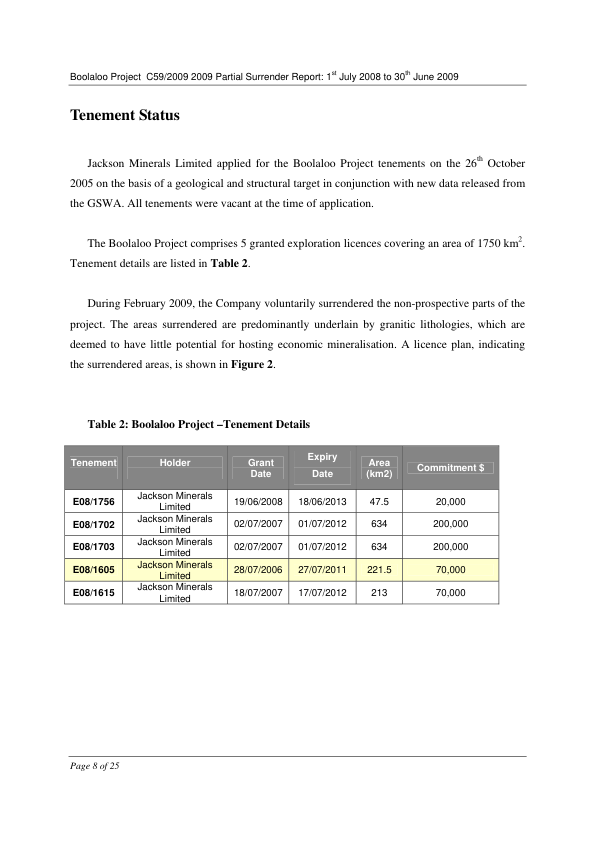 Boolaloo Project  C59/2009 2009 Partial Surrender Report: 1st July 2008 to 30th June 2009
Tenement Status
Jackson Minerals Limited applied for the Boolaloo Project tenements on the 26th October
2005 on the basis of a geological and structural target in conjunction with new data released from
the GSWA. All tenements were vacant at the time of application.
The Boolaloo Project comprises 5 granted exploration licences covering an area of 1750 km2.
Tenement details are listed in Table 2.
During February 2009, the Company voluntarily surrendered the non-prospective parts of the
project. The areas surrendered are predominantly underlain by granitic lithologies, which are
deemed to have little potential for hosting economic mineralisation. A licence plan, indicating
the surrendered areas, is shown in Figure 2.
Table 2: Boolaloo Project –Tenement Details
Tenement Holder Grant Date Expiry Date Area (km2) Commitment $
E08/1756 Jackson Minerals Limited 19/06/2008 18/06/2013 47.5 20,000
E08/1702 Jackson Minerals Limited 02/07/2007 01/07/2012 634 200,000
E08/1703 Jackson Minerals Limited 02/07/2007 01/07/2012 634 200,000
E08/1605 Jackson Minerals Limited 28/07/2006 27/07/2011 221.5 70,000
E08/1615 Jackson Minerals Limited 18/07/2007 17/07/2012 213 70,000
Page 8 of 25